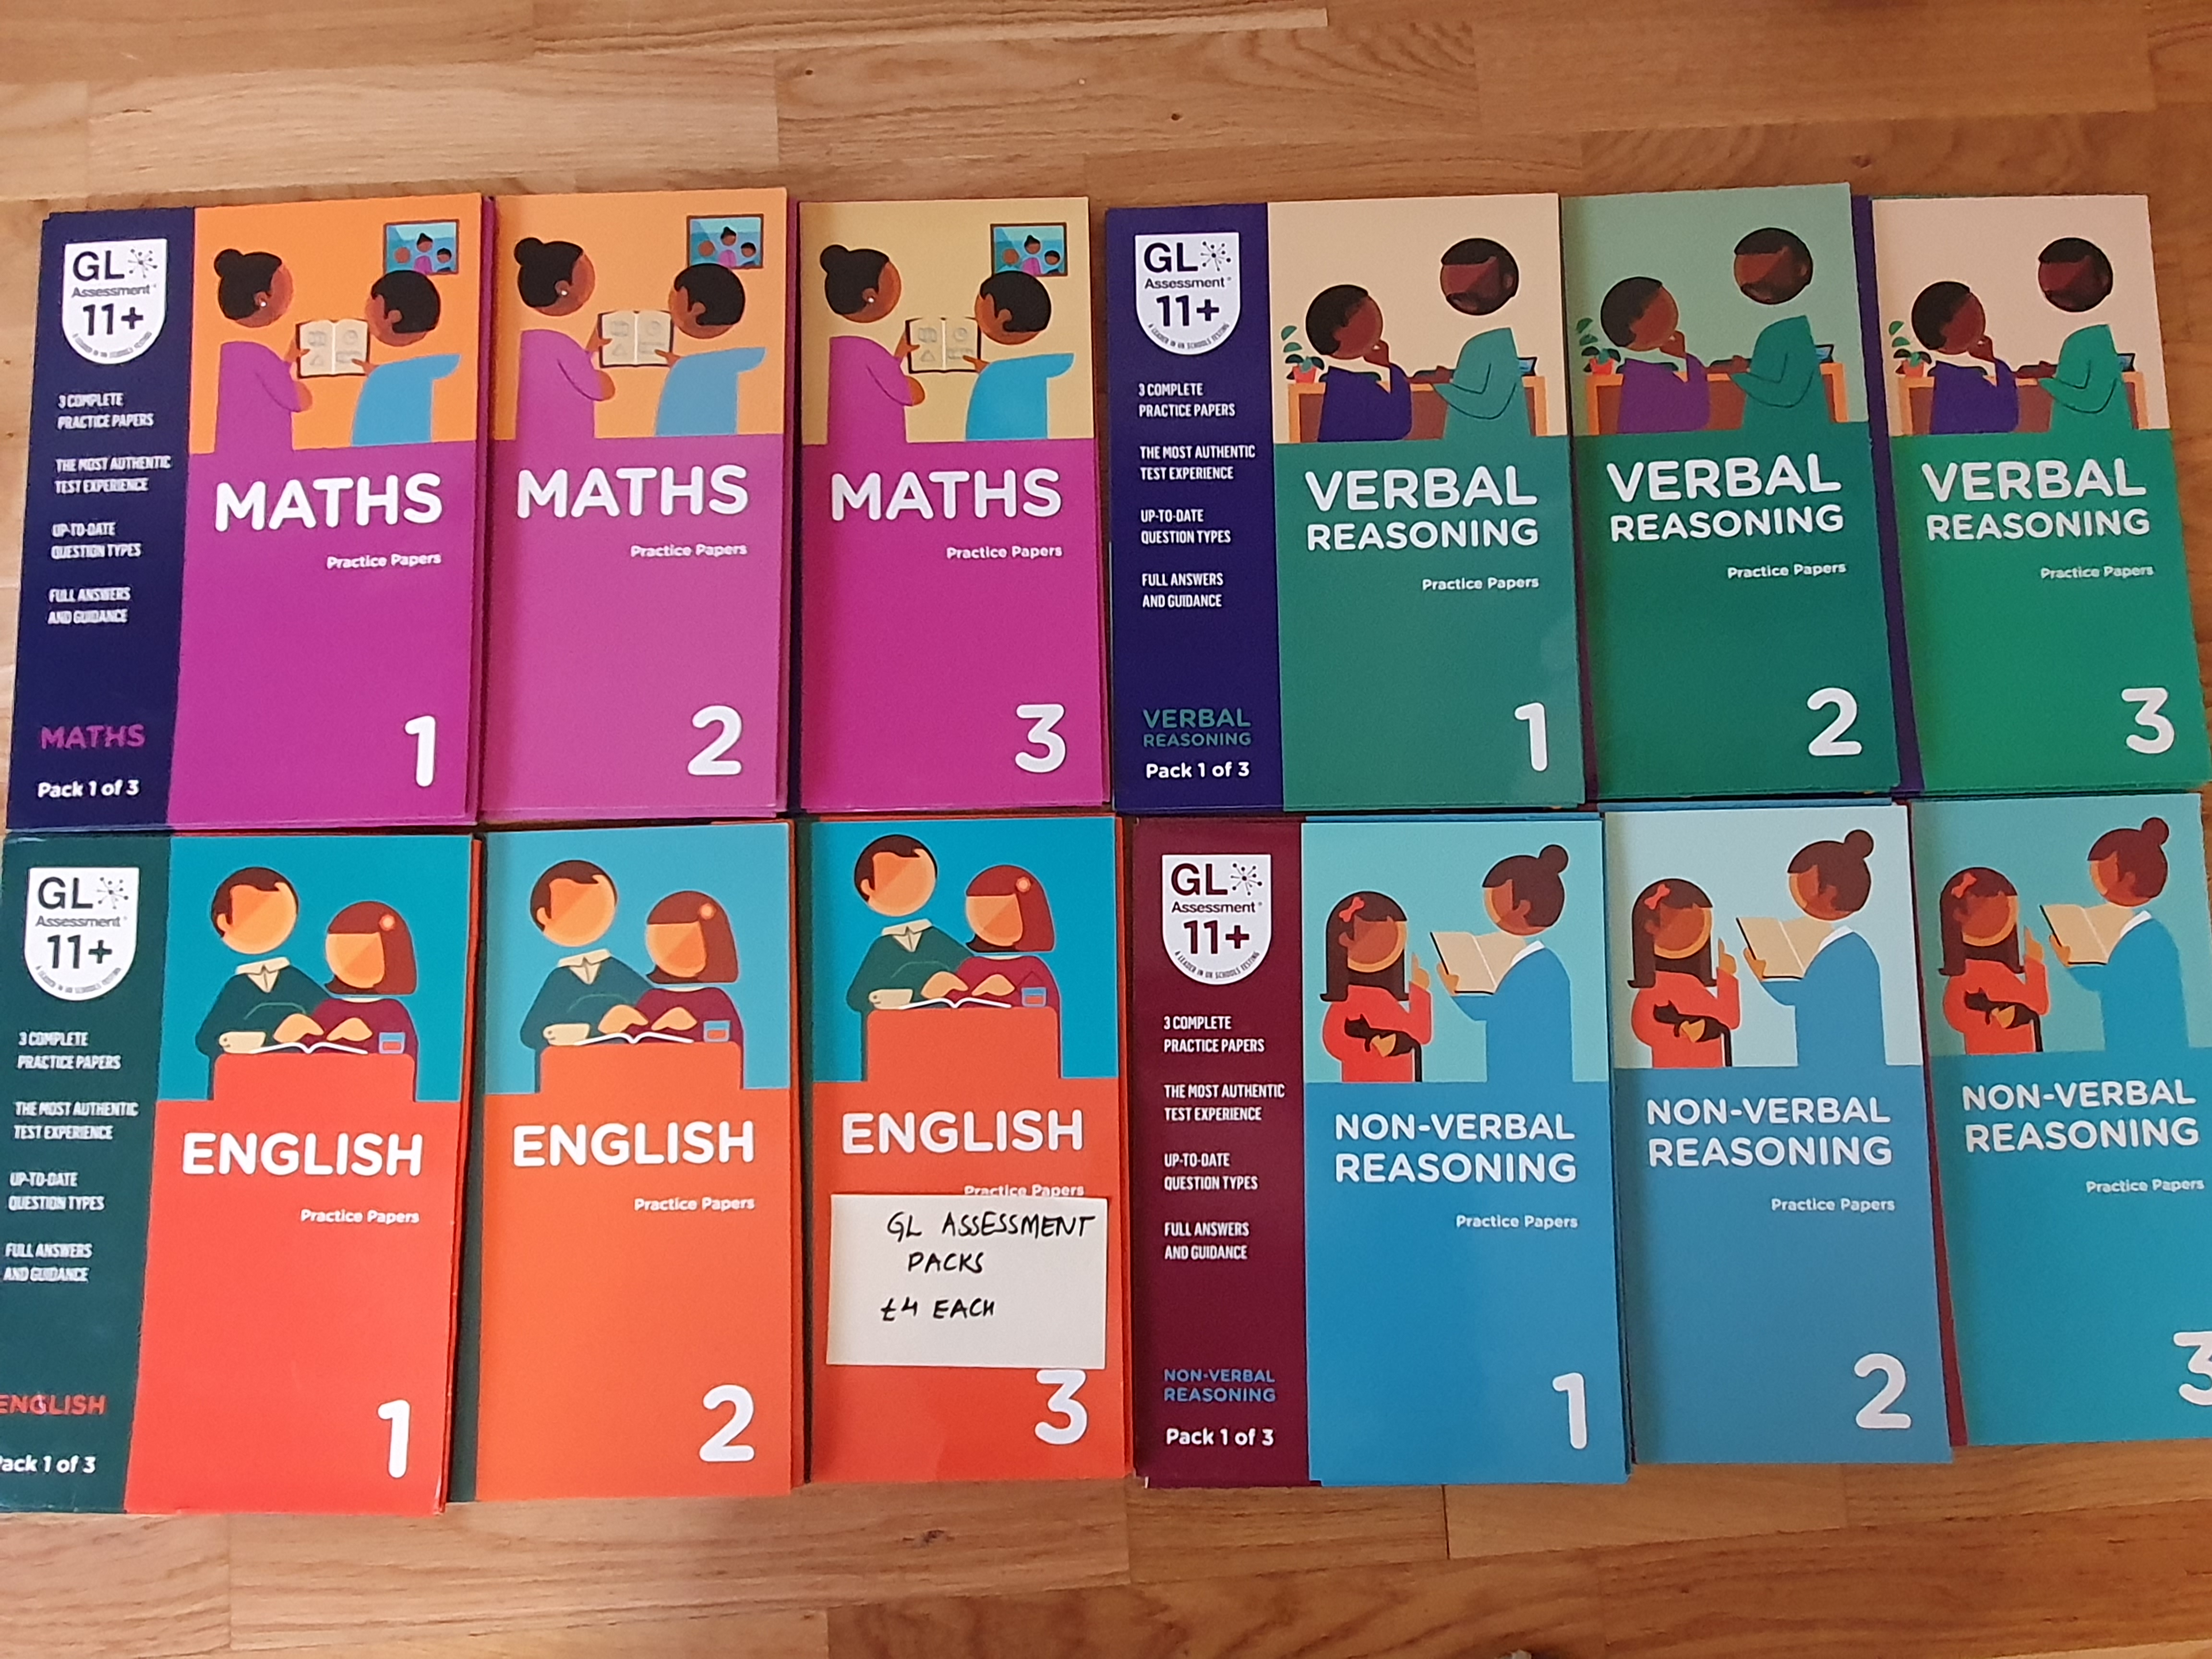 GL
Assessment
11+
3 COMPLETE
PRACTICE PAPERS
THE MOST AUTHENTIC
TEST EXPERIENCE
UP-TO-DATE
QUESTION TYPES
FULL ANSWERS
AND GUIDANCE
MATHS
Pack 1 of 3
MATHS
Practice Papers
1
MATHS
Practice Papers
2
MATHS
Practice Papers
3
GL
Assessment
11+
3 COMPLETE
PRACTICE PAPERS
THE MOST AUTHENTIC
TEST EXPERIENCE
UP-TO-DATE
QUESTION TYPES
FULL ANSWERS
AND GUIDANCE
VERBAL
REASONING
Pack 1 of 3
VERBAL
REASONING
Practice Papers
1
VERBAL
REASONING
Practice Papers
2
VERBAL
REASONING
Practice Papers
3
GL
Assessment
11+
3 COMPLETE
PRACTICE PAPERS
THE MOST AUTHENTIC
TEST EXPERIENCE
UP-TO-DATE
QUESTION TYPES
FULL ANSWERS
AND GUIDANCE
ENGLISH
Pack 1 of 3
ENGLISH
Practice Papers
1
ENGLISH
Practice Papers
2
ENGLISH
Practice Papers
GL ASSESSMENT
PACKS
£4 EACH
3
GL
Assessment
11+
3 COMPLETE
PRACTICE PAPERS
THE MOST AUTHENTIC
TEST EXPERIENCE
UP-TO-DATE
QUESTION TYPES
FULL ANSWERS
AND GUIDANCE
NON-VERBAL
REASONING
Pack 1 of 3
NON-VERBAL
REASONING
Practice Papers
1
NON-VERBAL
REASONING
Practice Papers
2
NON-VERBAL
REASONING
Practice Papers
3